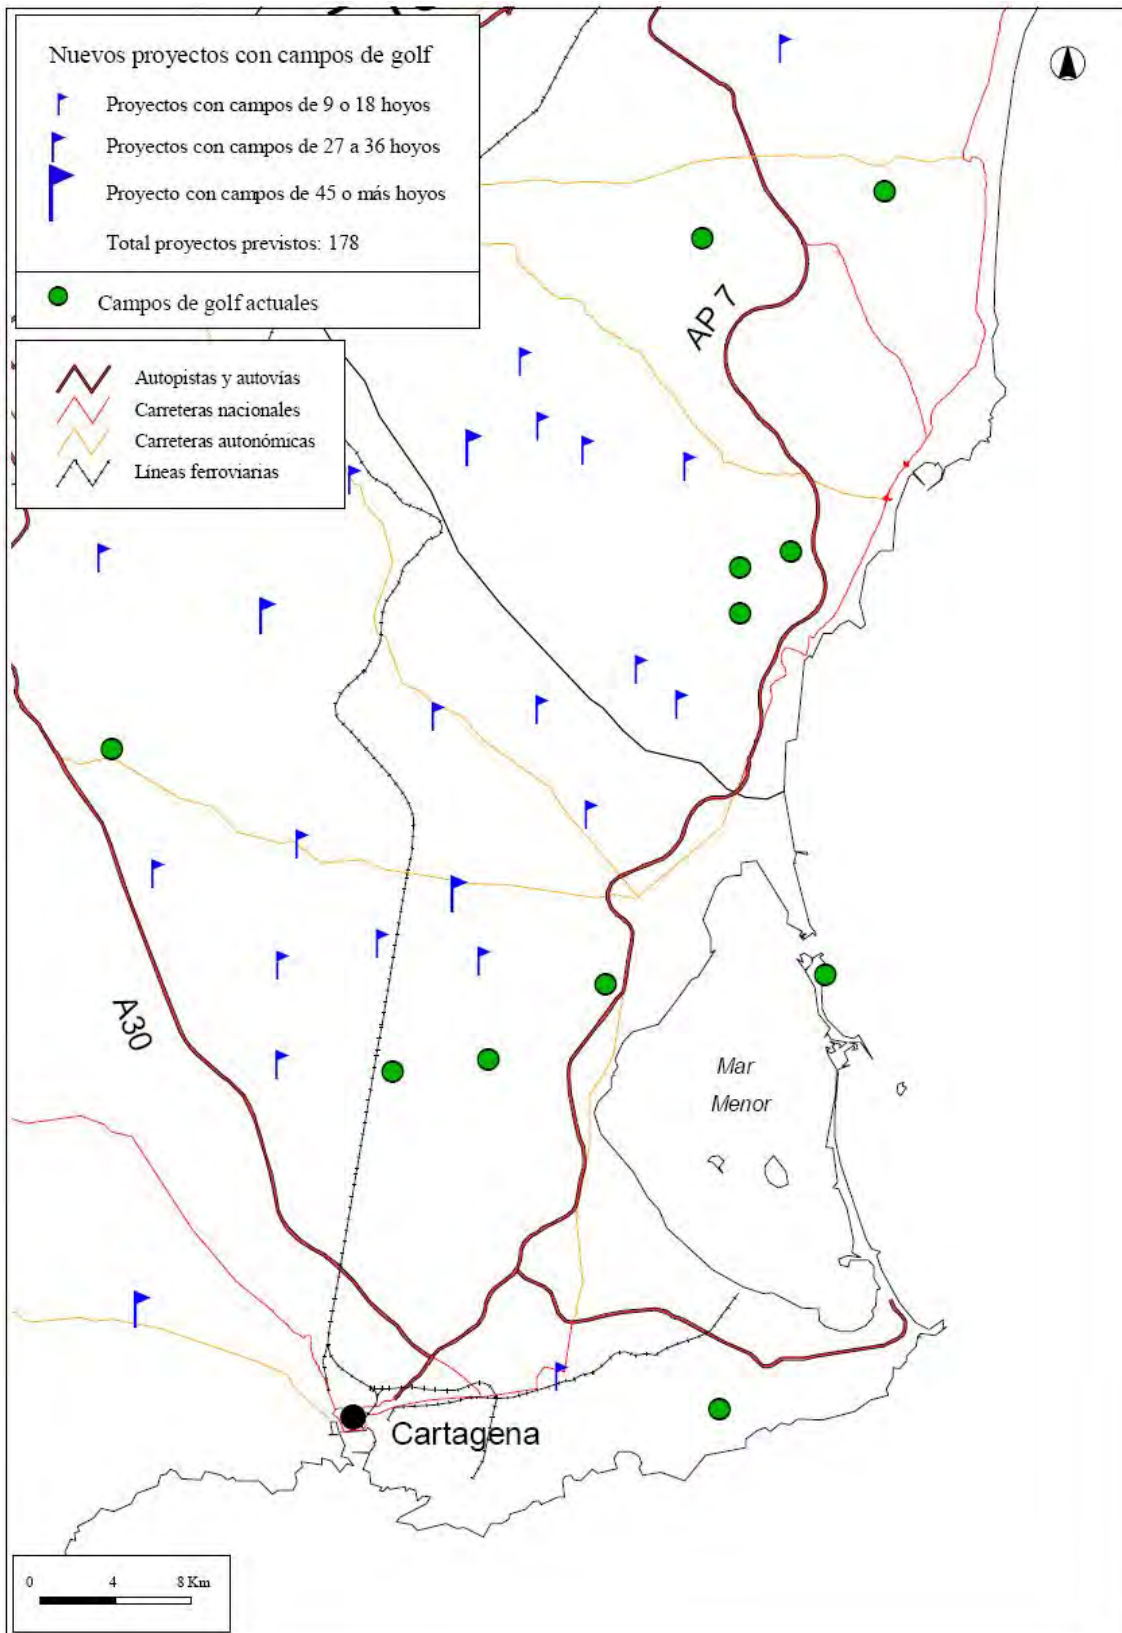 Nuevos proyectos con campos de golf
Proyectos con campos de 9 o 18 hoyos
Proyectos con campos de 27 a 36 hoyos
Proyecto con campos de 45 o más hoyos
Total proyectos previstos: 178
Campos de golf actuales
Autopistas y autovías
Carreteras nacionales
Carreteras autonómicas
Líneas ferroviarias
AP 7
A30
Mar
Menor
Cartagena
0 4 8 Km